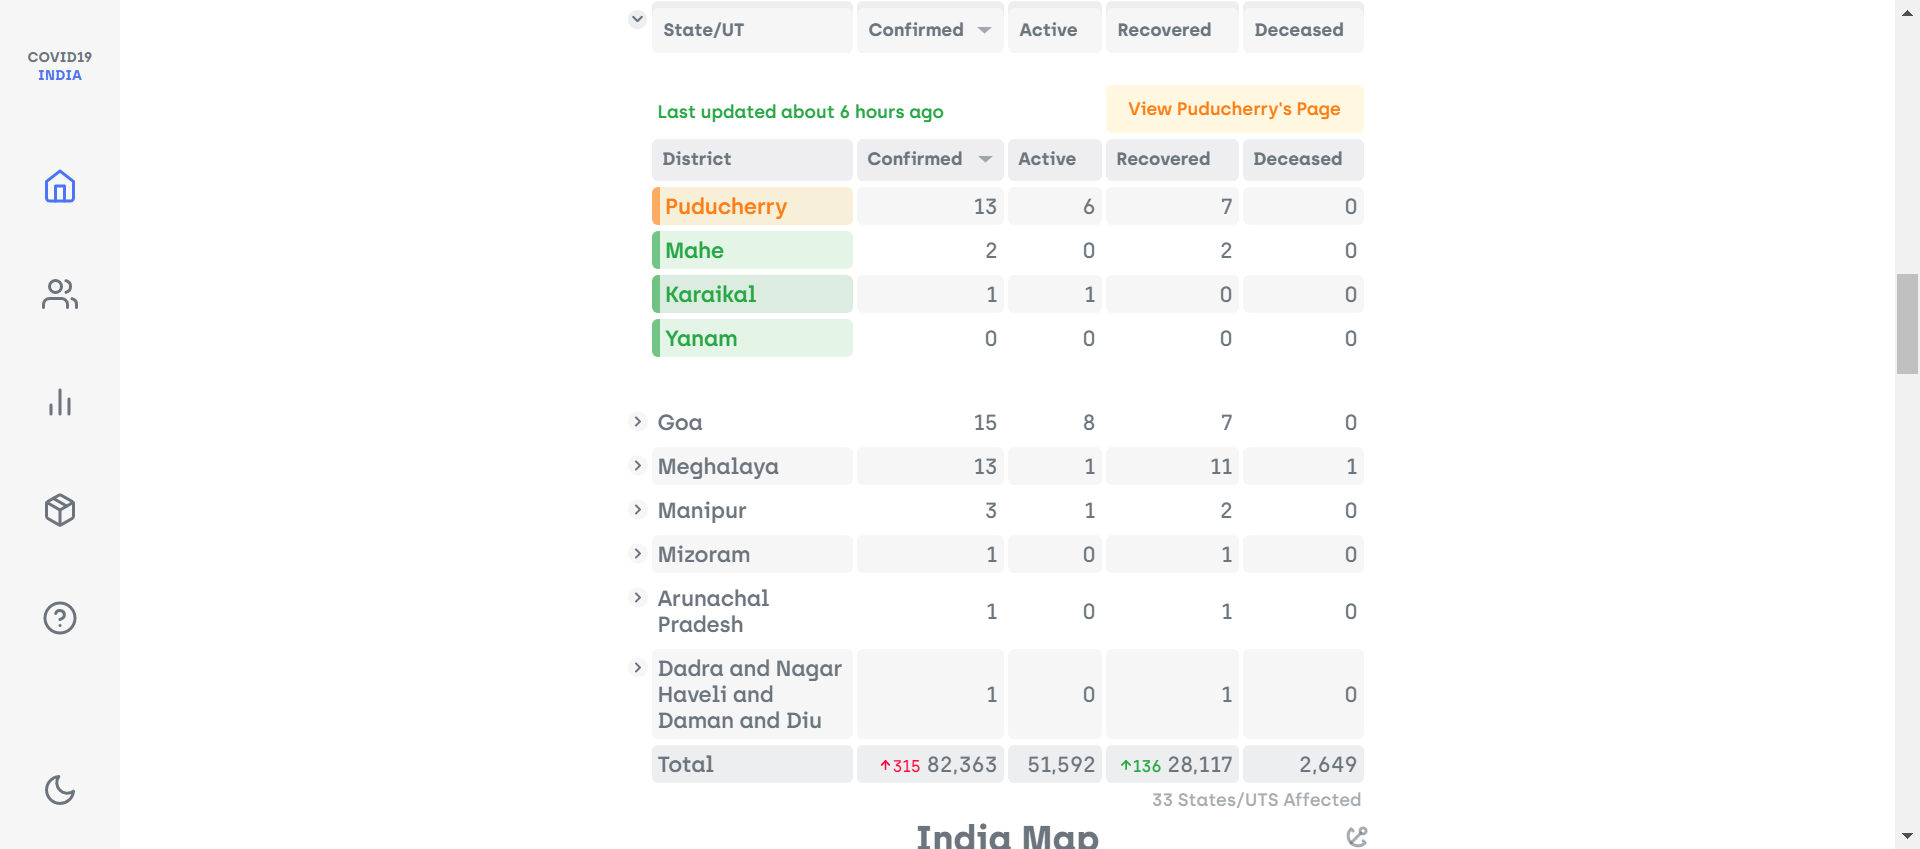 COVID19
INDIA
State/UT Confirmed Active Recovered Deceased
Last updated about 6 hours ago View Puducherry's Page
District Confirmed Active Recovered Deceased
Puducherry 13 6 7 0
Mahe 2 0 2 0
Karaikal 1 1 0 0
Yanam 0 0 0 0
Goa 15 8 7 0
Meghalaya 13 1 11 1
Manipur 3 1 2 0
Mizoram 1 0 1 0
Arunachal
Pradesh 1 0 1 0
Dadra and Nagar
Haveli and 1 0 1 0
Daman and Diu
Total ↑315 82,363 51,592 ↑136 28,117 2,649
33 States/UTS Affected
India Map